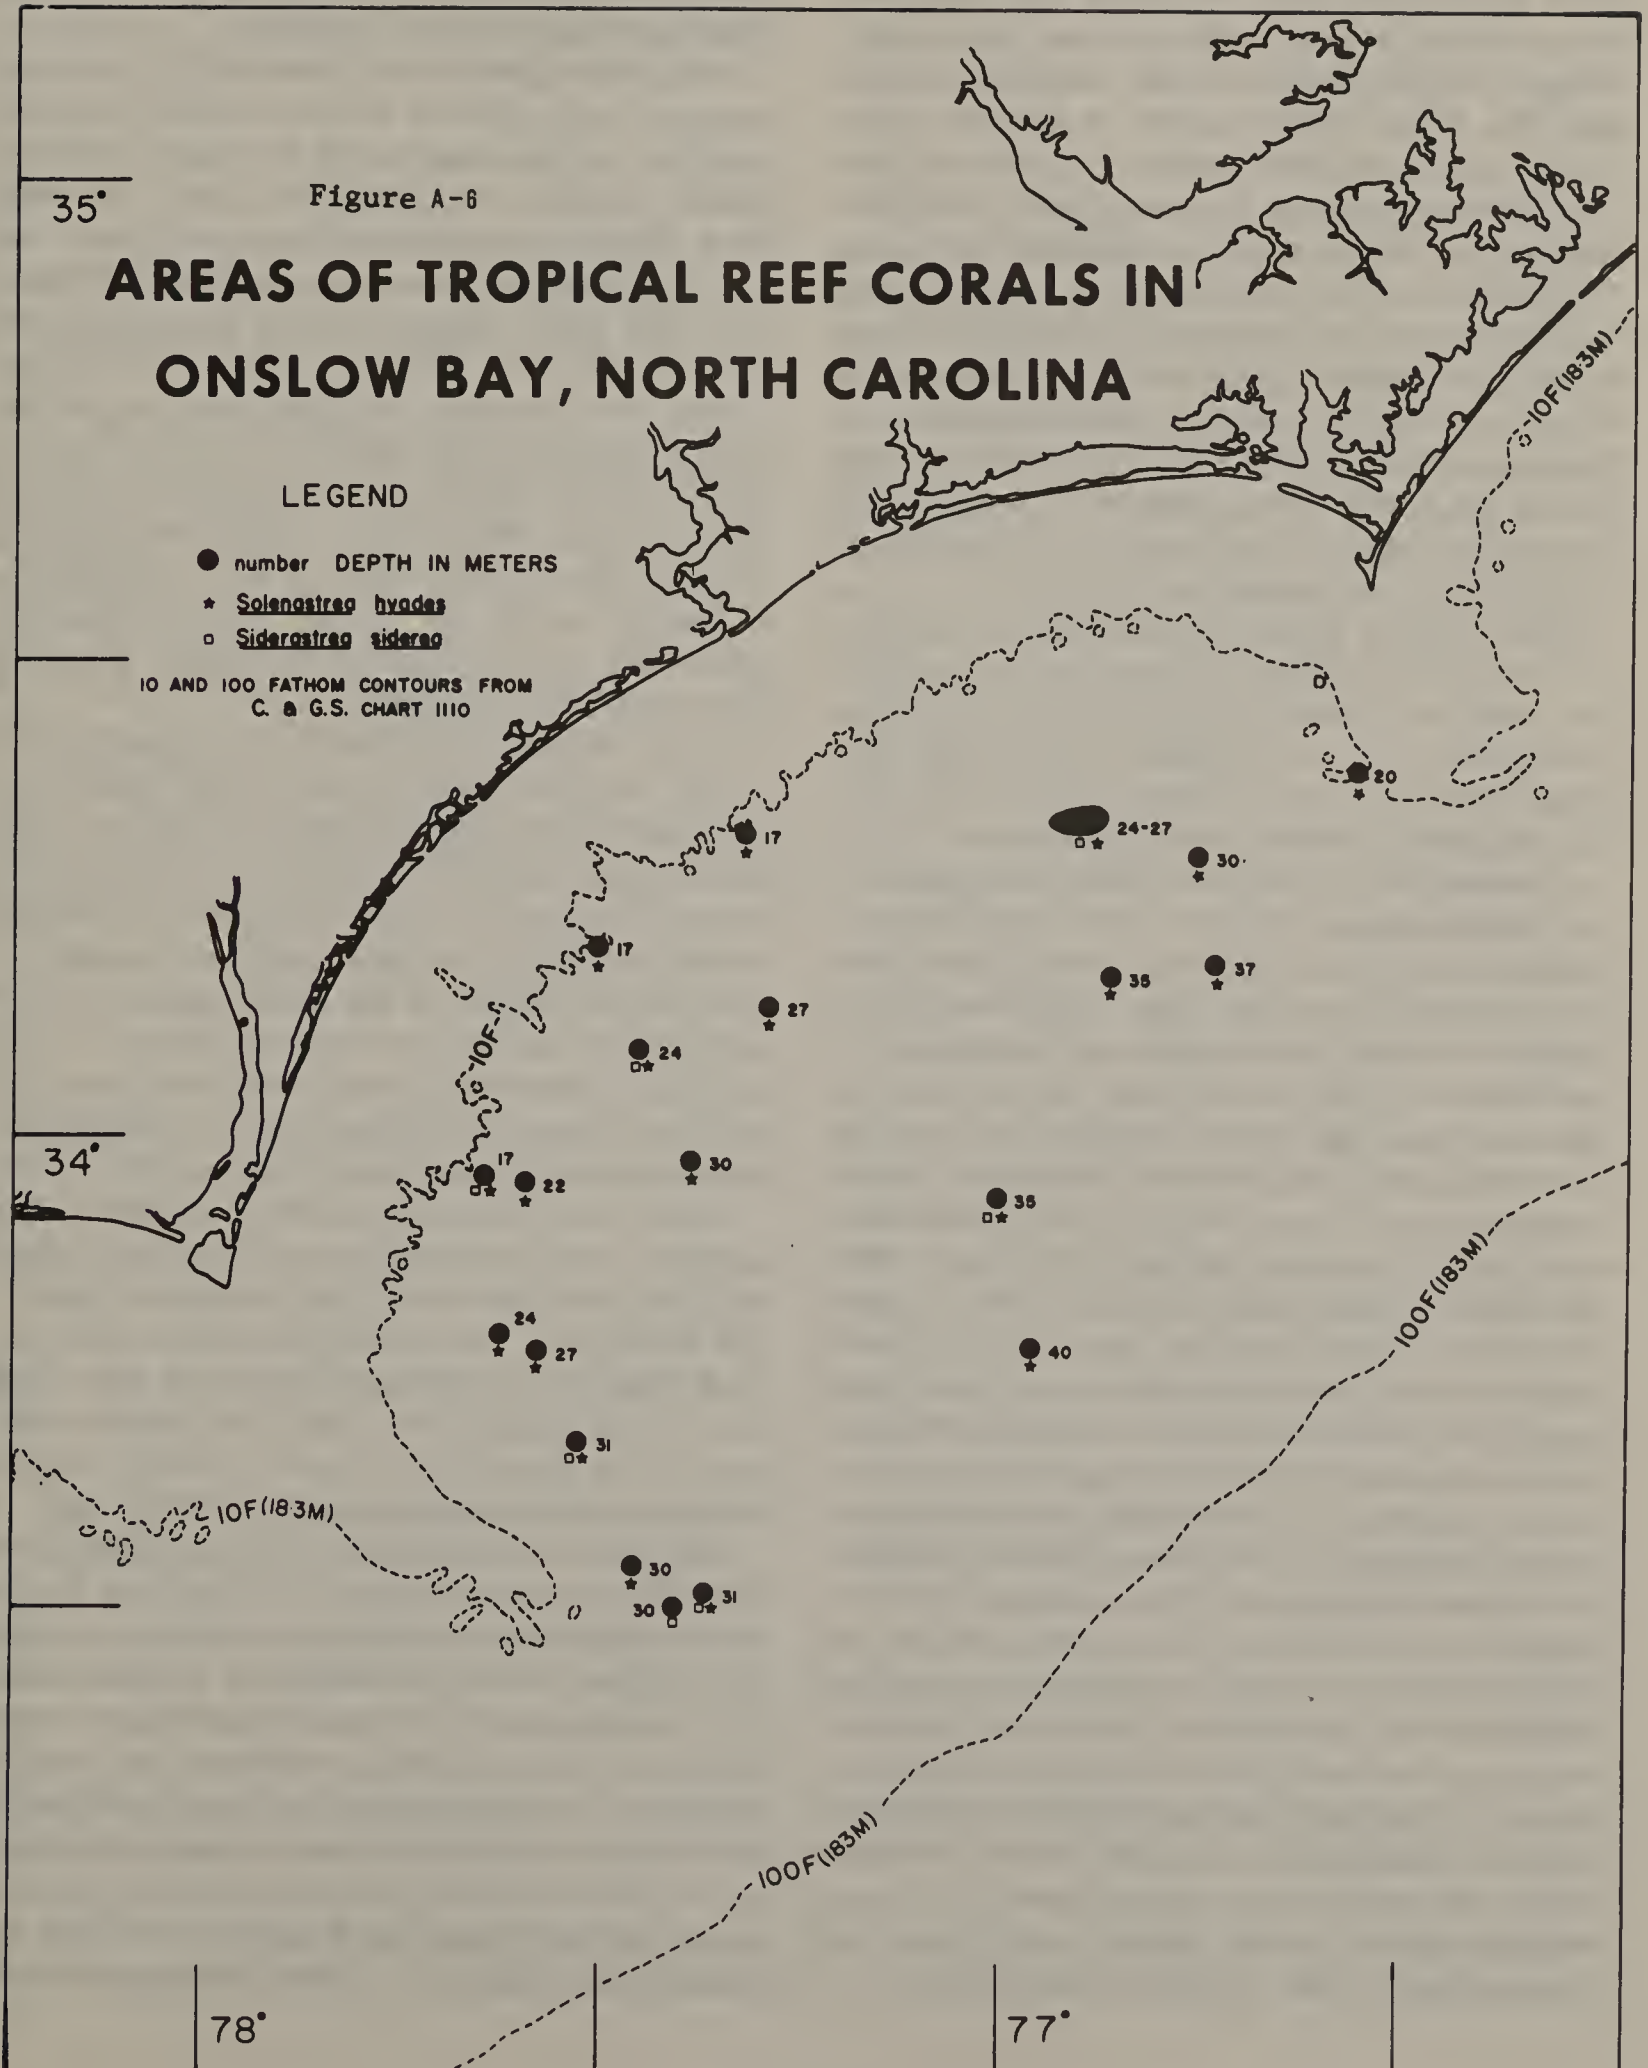 35°
Figure A-6
AREAS OF TROPICAL REEF CORALS IN
ONSLOW BAY, NORTH CAROLINA
10F(18.3M)
LEGEND
number DEPTH IN METERS
Solenastrea hyades
Siderastrea siderea
10 AND 100 FATHOM CONTOURS FROM
C. & G.S. CHART 1110
20
24-27
17
30
17
35
37
27
24
10F
34°
17
22
30
35
24
27
40
100F(183M)
31
10F(18.3M)
30
31
30
100F(183M)
78°
77°